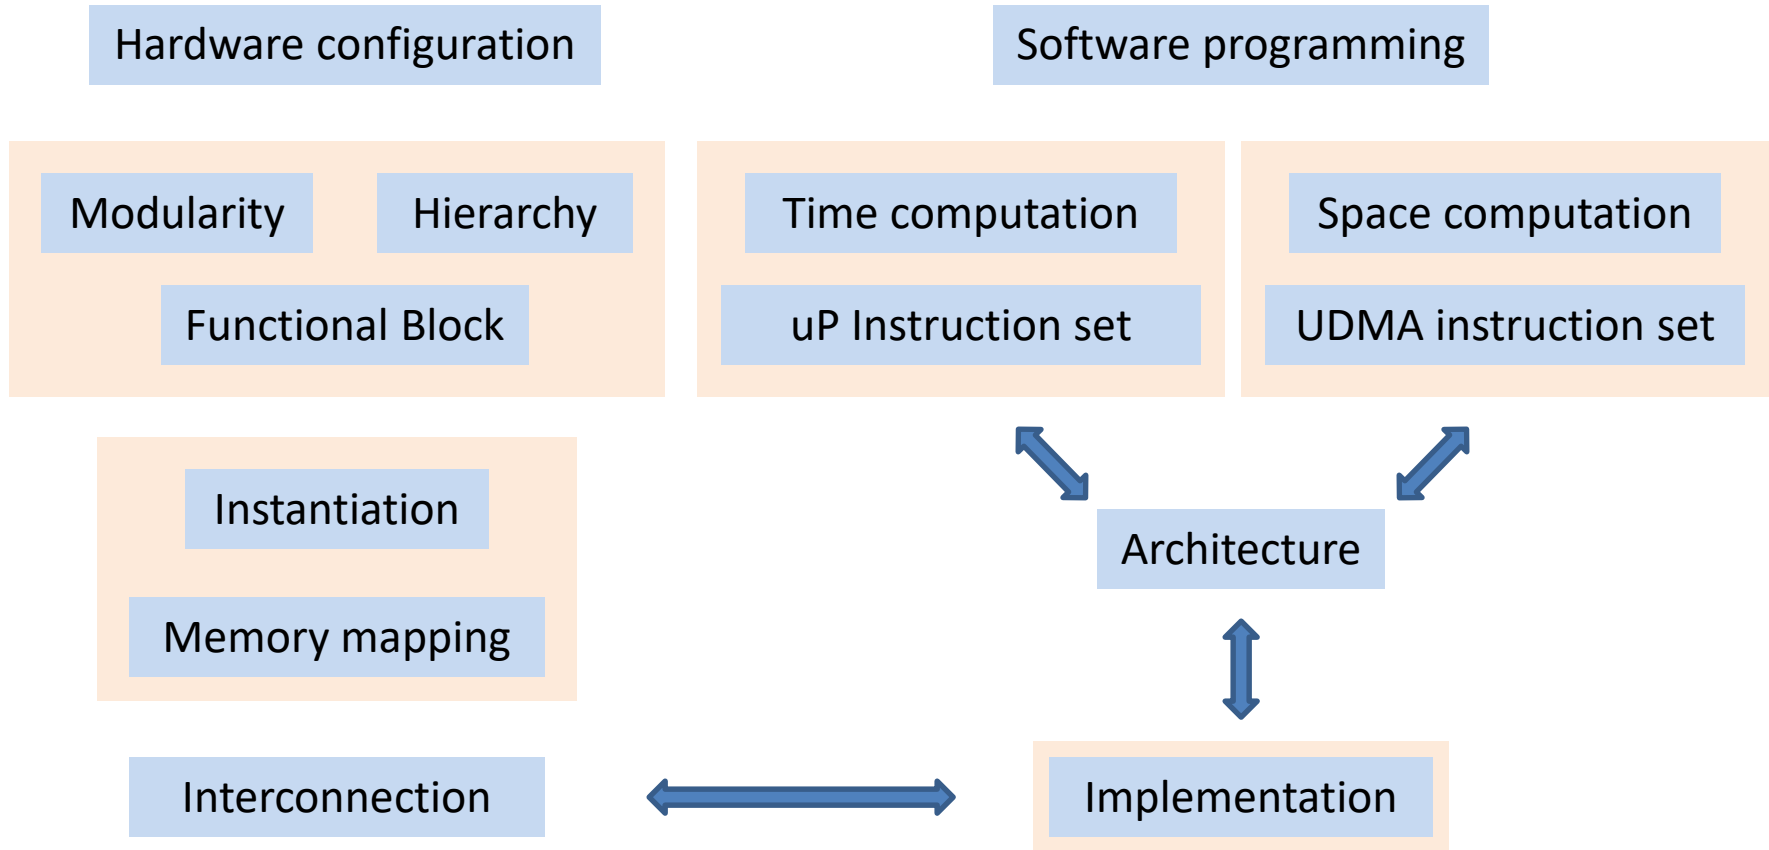 Hardware configuration
Software programming
Modularity
Hierarchy
Functional Block
Time computation
uP Instruction set
Space computation
UDMA instruction set
Instantiation
Memory mapping
Architecture
Interconnection
Implementation